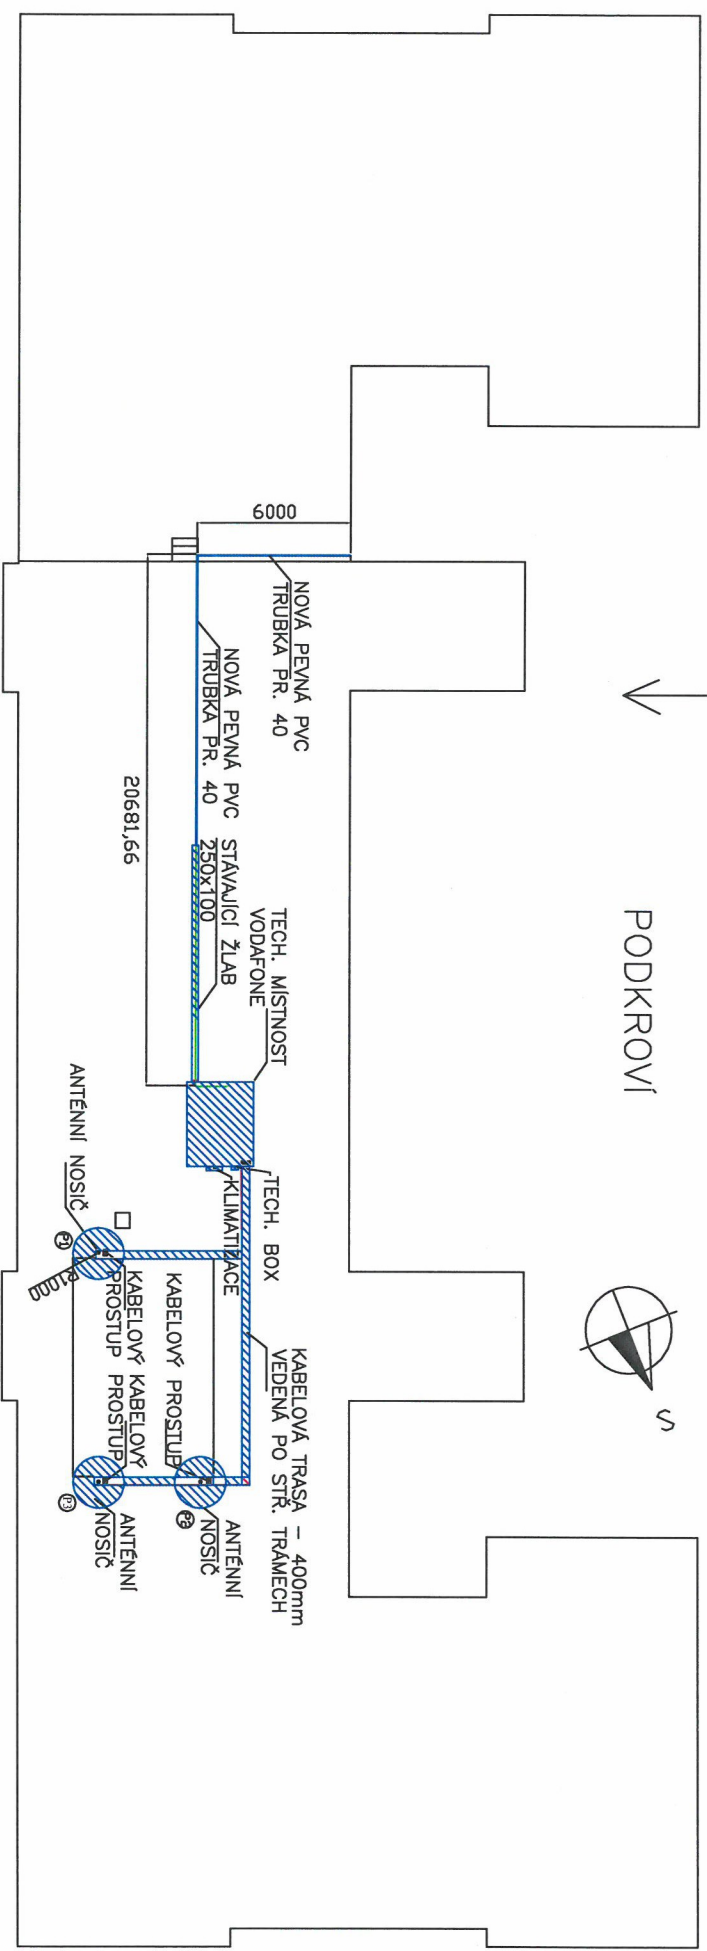 PODKROVÍ
S
6000
NOVÁ PEVNÁ PVC
TRUBKA PR. 40
NOVÁ PEVNÁ PVC
TRUBKA PR. 40
20681,66
STÁVAJÍCÍ ŽLAB
250x100
TECH. MÍSTNOST
VODAFONE
TECH. BOX
KLIMATIZACE
KABELOVÁ TRASA – 400mm
VEDENÁ PO STŘ. TRÁMECH
ANTÉNNÍ NOSIČ
P1
R1000
KABELOVÝ
PROSTUP
KABELOVÝ PROSTUP
KABELOVÝ
PROSTUP
P2
ANTÉNNÍ
NOSIČ
P3
ANTÉNNÍ
NOSIČ